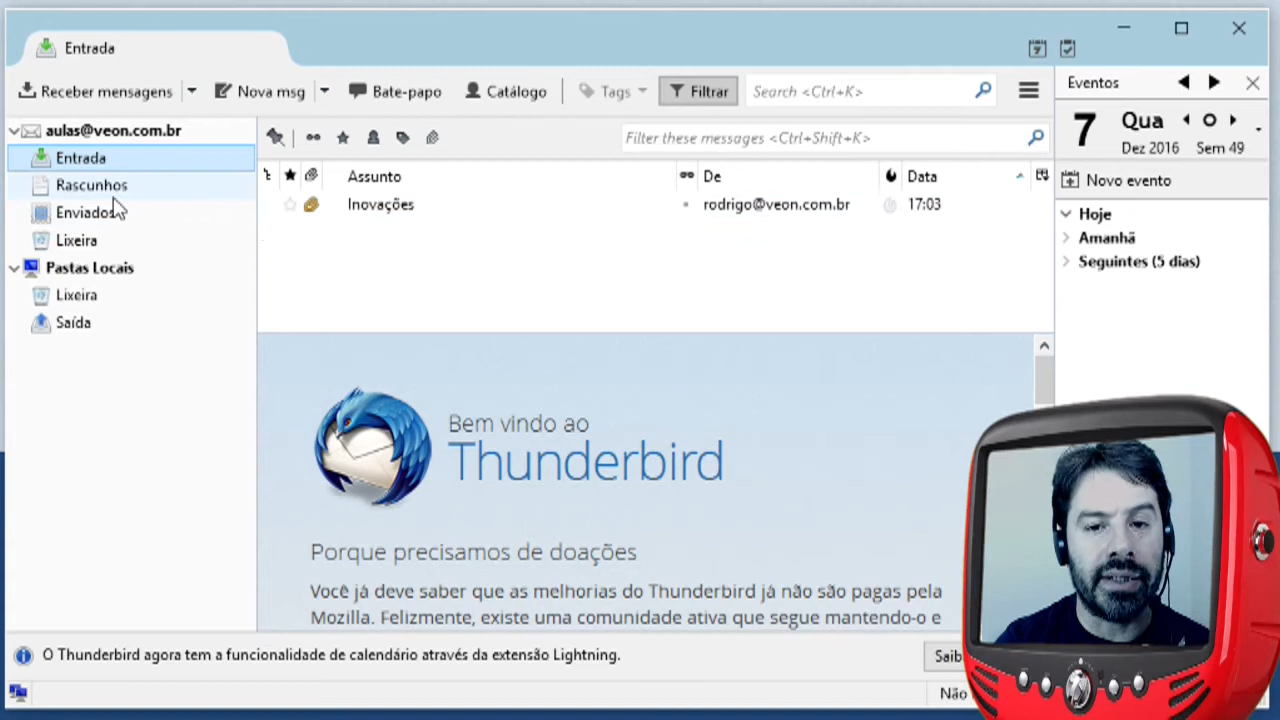 Entrada
Receber mensagens
Nova msg
Bate-papo
Catálogo
Tags
Filtrar
Search <Ctrl+K>
aulas@veon.com.br
Entrada
Rascunhos
Enviados
Lixeira
Pastas Locais
Lixeira
Saída
Filter these messages <Ctrl+Shift+K>
Assunto De Data
Inovações rodrigo@veon.com.br 17:03
Bem vindo ao
Thunderbird
Porque precisamos de doações
Você já deve saber que as melhorias do Thunderbird já não são pagas pela
Mozilla. Felizmente, existe uma comunidade ativa que segue mantendo-o e
Eventos
7 Qua
Dez 2016 Sem 49
Novo evento
Hoje
Amanhã
Seguintes (5 dias)
O Thunderbird agora tem a funcionalidade de calendário através da extensão Lightning.